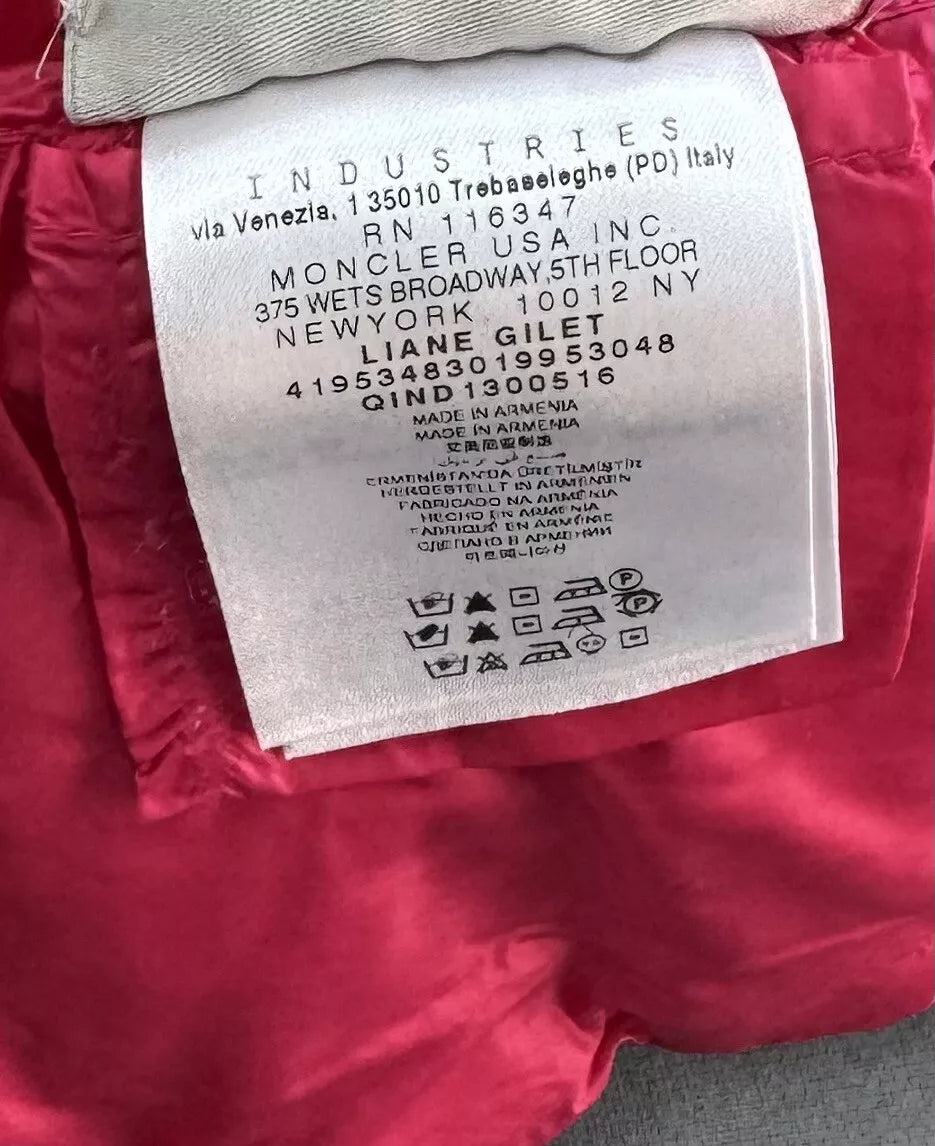 INDUSTRIES
via Venezia, 1 35010 Trebaseleghe (PD) Italy
RN 116347
MONCLER USA INC.
375 WETS BROADWAY,5TH FLOOR
NEWYORK 10012 NY
LIANE GILET
41953483019953048
QIND1300516
MADE IN ARMENIA
MADE IN ARMENIA
FABRICADO NA ARMÉNIA
HECHO EN ARMENIA
EN ARMÉNIE
P
P